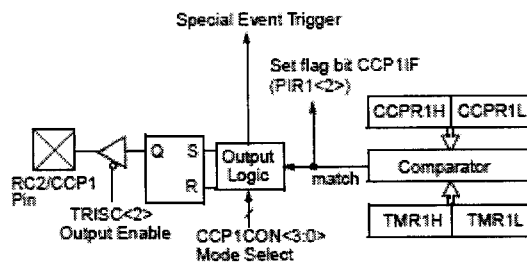 Special Event Trigger
Set flag bit CCP1IF
(PIR1<2>)
CCPR1H CCPR1L
Q S Output
R Logic
match
Comparator
RC2/CCP1
Pin
TRISC<2>
Output Enable
CCP1CON<3:0>
Mode Select
TMR1H TMR1L